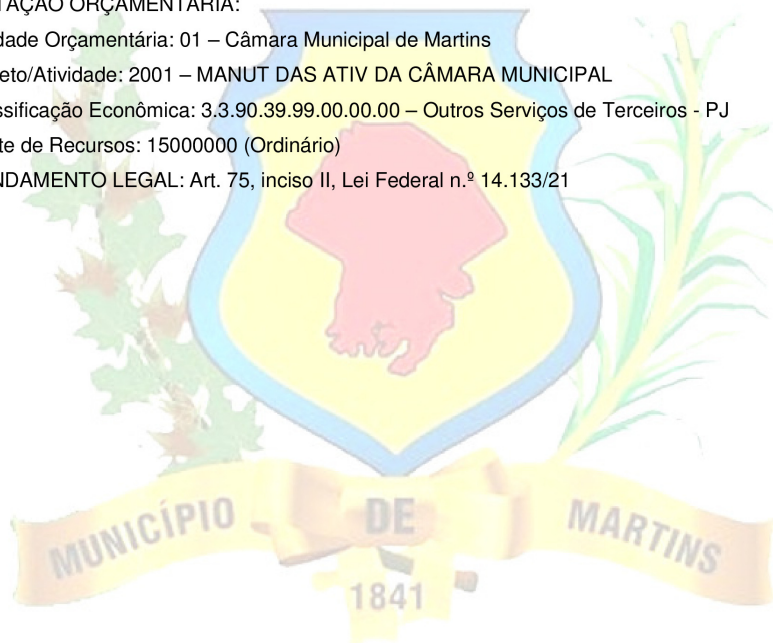 TAÇÃO ORÇAMENTÁRIA:
dade Orçamentária: 01 – Câmara Municipal de Martins
eto/Atividade: 2001 – MANUT DAS ATIV DA CÂMARA MUNICIPAL
ssificação Econômica: 3.3.90.39.99.00.00.00 – Outros Serviços de Terceiros - PJ
te de Recursos: 15000000 (Ordinário)
NDAMENTO LEGAL: Art. 75, inciso II, Lei Federal n.º 14.133/21
MUNICÍPIO DE MARTINS
1841